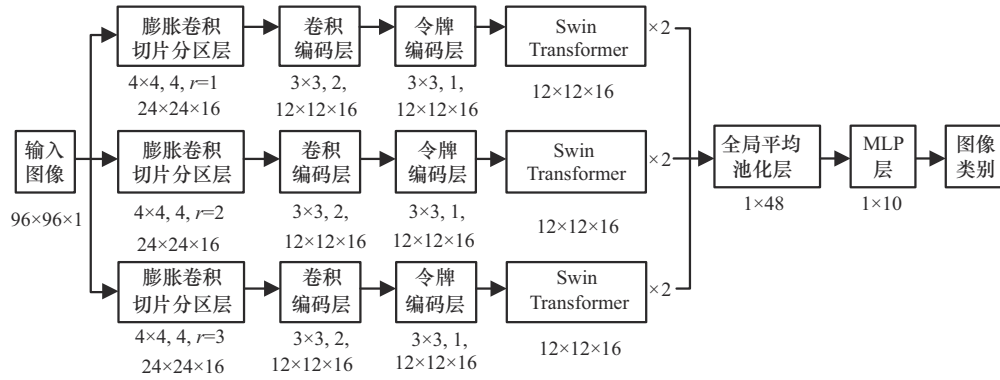 膨胀卷积
切片分区层
卷积
编码层
令牌
编码层
Swin
Transformer
×2
4×4, 4, r=1
24×24×16
3×3, 2,
12×12×16
3×3, 1,
12×12×16
12×12×16
输入
图像
96×96×1
膨胀卷积
切片分区层
卷积
编码层
令牌
编码层
Swin
Transformer
×2
4×4, 4, r=2
24×24×16
3×3, 2,
12×12×16
3×3, 1,
12×12×16
12×12×16
全局平均
池化层
1×48
MLP
层
1×10
图像
类别
膨胀卷积
切片分区层
卷积
编码层
令牌
编码层
Swin
Transformer
×2
4×4, 4, r=3
24×24×16
3×3, 2,
12×12×16
3×3, 1,
12×12×16
12×12×16